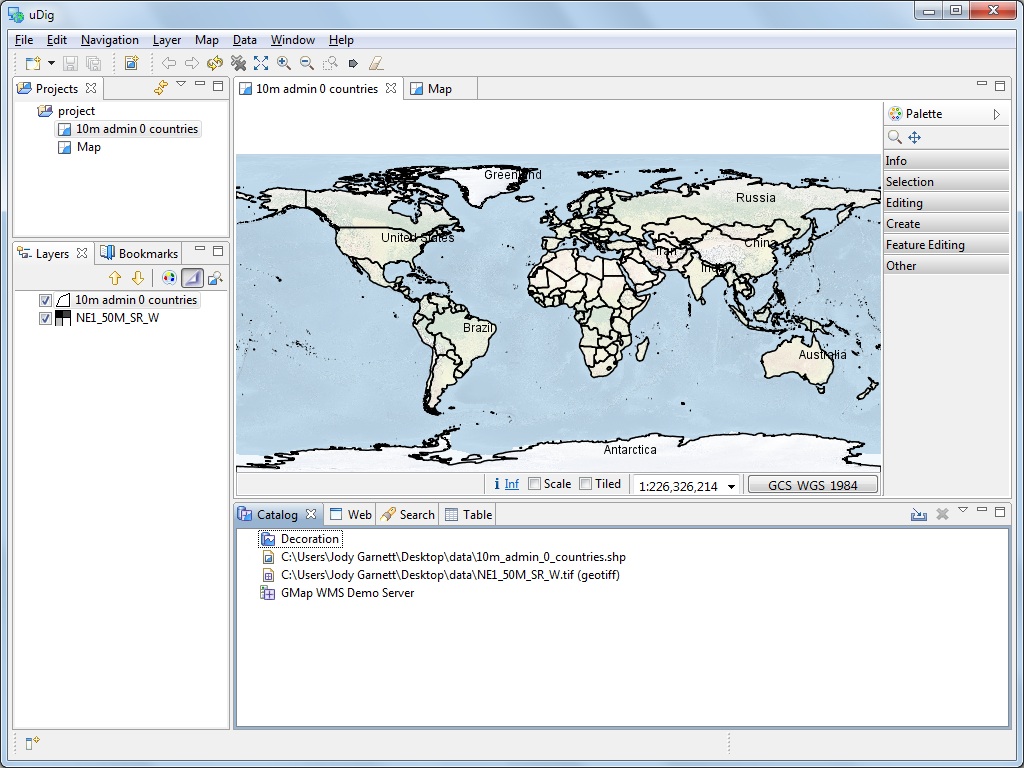 uDig
File Edit Navigation Layer Map Data Window Help
Projects
project
10m admin 0 countries
Map
Layers
Bookmarks
10m admin 0 countries
NE1_50M_SR_W
10m admin 0 countries
Map
Greenland
Russia
United States
China
Iran
India
Brazil
Australia
Antarctica
Inf
Scale
Tiled
1:226,326,214
GCS WGS 1984
Palette
Info
Selection
Editing
Create
Feature Editing
Other
Catalog
Web
Search
Table
Decoration
C:\Users\Jody Garnett\Desktop\data\10m_admin_0_countries.shp
C:\Users\Jody Garnett\Desktop\data\NE1_50M_SR_W.tif (geotiff)
GMap WMS Demo Server